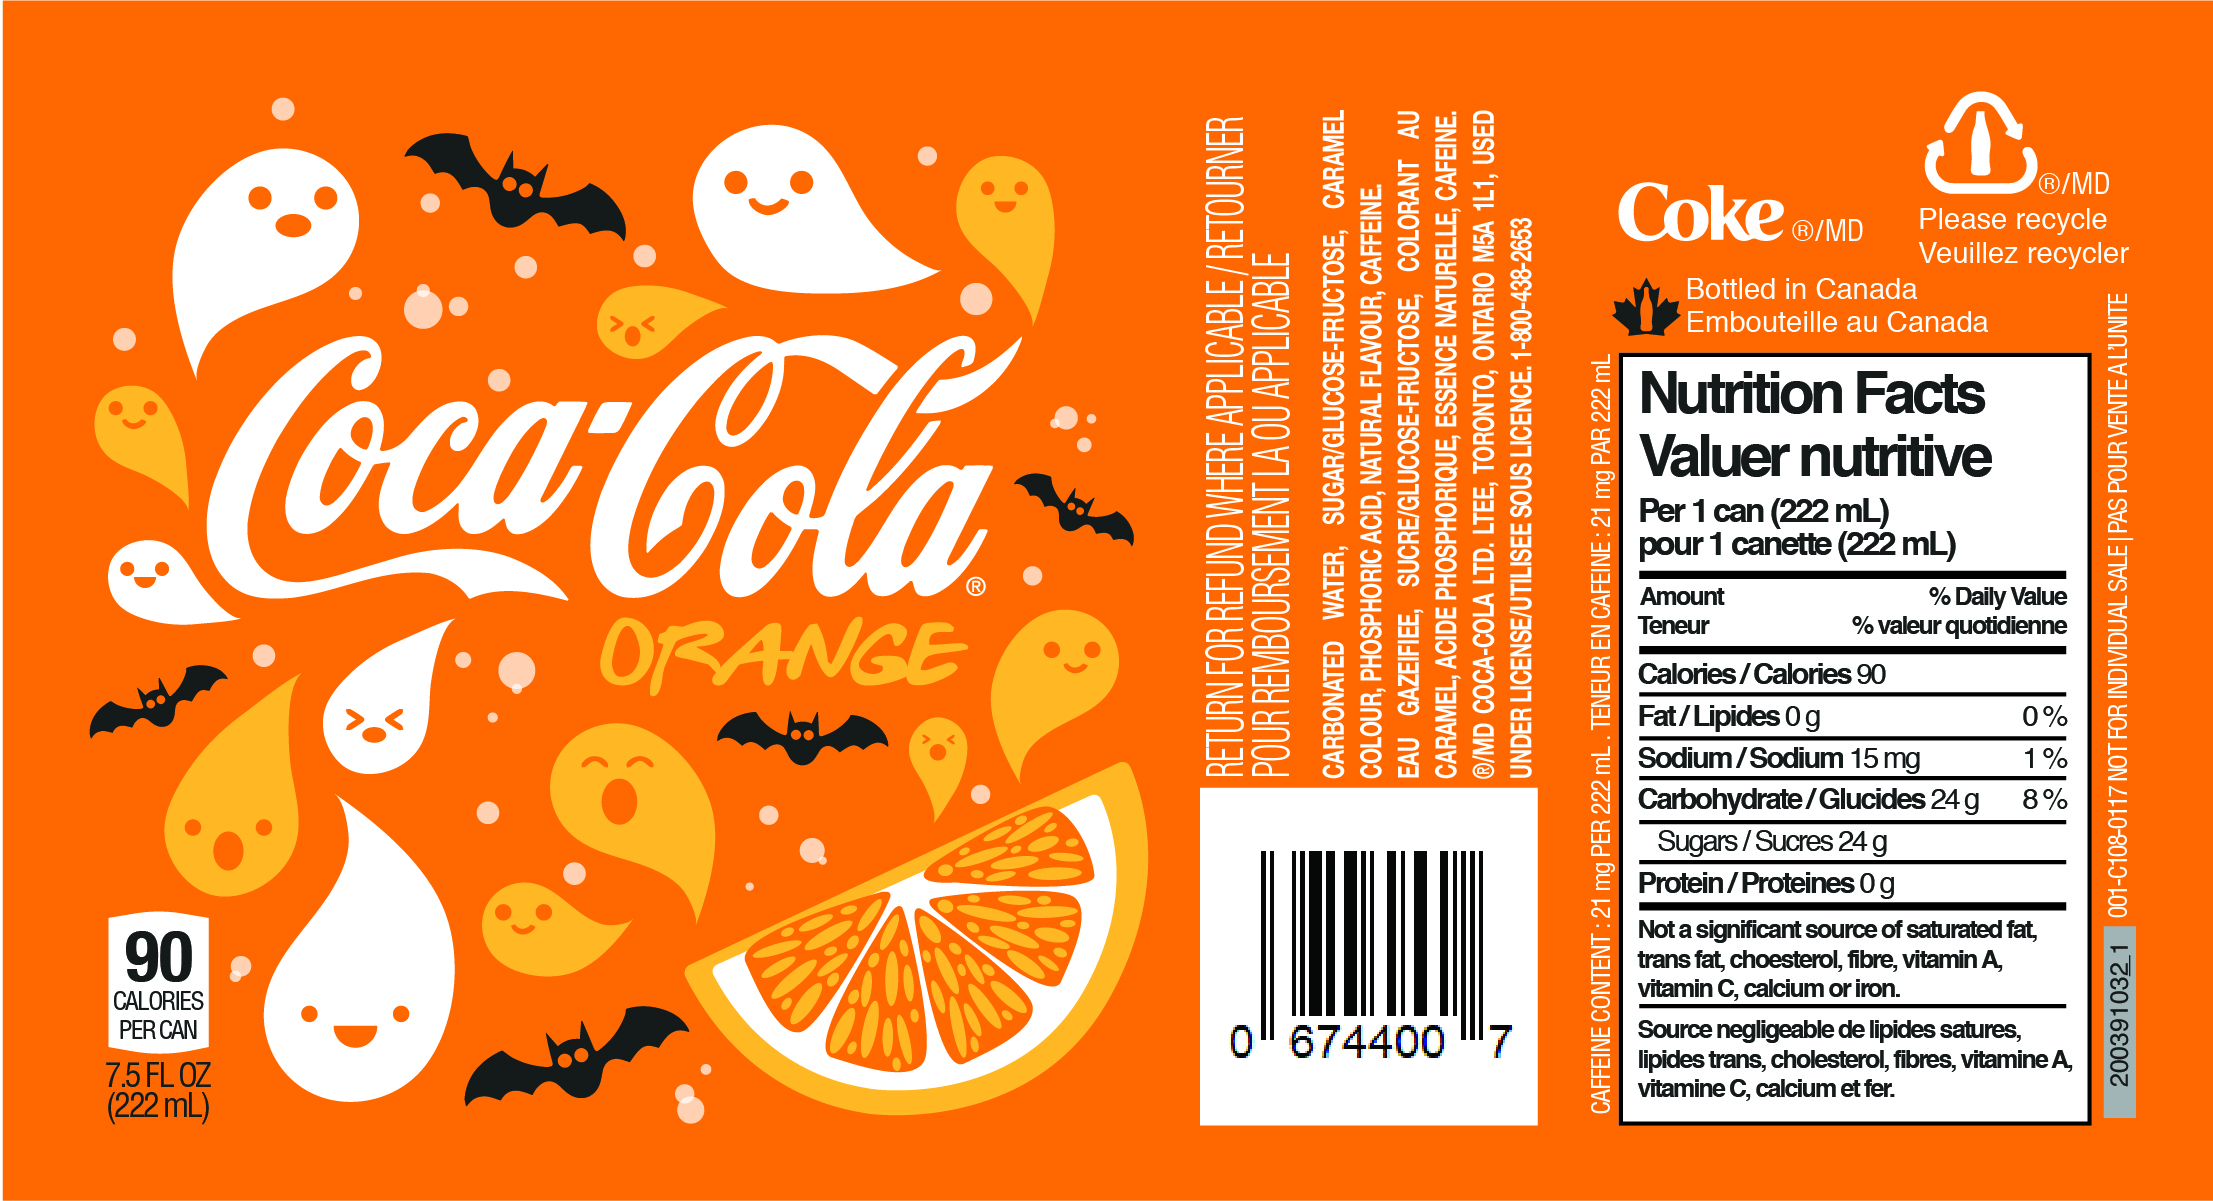 Coca-Cola®
ORANGE
90
CALORIES
PER CAN
7.5 FL OZ
(222 mL)
RETURN FOR REFUND WHERE APPLICABLE / RETOURNER
POUR REMBOURSEMENT LA OU APPLICABLE
CARBONATED WATER, SUGAR/GLUCOSE-FRUCTOSE, CARAMEL
COLOUR, PHOSPHORIC ACID, NATURAL FLAVOUR, CAFFEINE.
EAU GAZEIFIEE, SUCRE/GLUCOSE-FRUCTOSE, COLORANT AU
CARAMEL, ACIDE PHOSPHORIQUE, ESSENCE NATURELLE, CAFEINE.
®/MD COCA-COLA LTD. LTEE, TORONTO, ONTARIO M5A 1L1, USED
UNDER LICENSE/UTILISEE SOUS LICENCE. 1-800-438-2653
0 674400 7
Coke ®/MD
®/MD
Please recycle
Veuillez recycler
Bottled in Canada
Embouteille au Canada
CAFFEINE CONTENT : 21 mg PER 222 mL . TENEUR EN CAFEINE : 21 mg PAR 222 mL
Nutrition Facts
Valuer nutritive
Per 1 can (222 mL)
pour 1 canette (222 mL)
Amount % Daily Value
Teneur % valeur quotidienne
Calories / Calories 90
Fat / Lipides 0 g 0 %
Sodium / Sodium 15 mg 1 %
Carbohydrate / Glucides 24 g 8 %
Sugars / Sucres 24 g
Protein / Proteines 0 g
Not a significant source of saturated fat,
trans fat, choesterol, fibre, vitamin A,
vitamin C, calcium or iron.
Source negligeable de lipides satures,
lipides trans, cholesterol, fibres, vitamine A,
vitamine C, calcium et fer.
200391032_1 001-C108-0117 NOT FOR INDIVIDUAL SALE | PAS POUR VENTE A L'UNITE